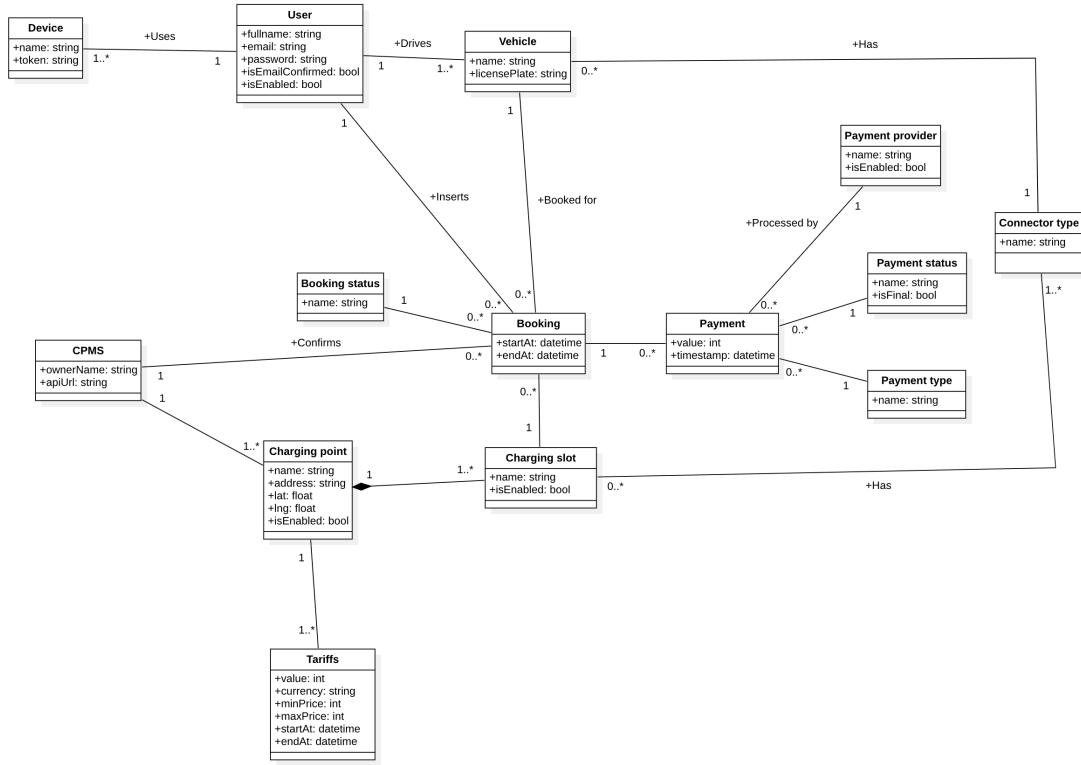 Device
+name: string
+token: string
+Uses
1..*
1
User
+fullname: string
+email: string
+password: string
+isEmailConfirmed: bool
+isEnabled: bool
+Drives
1
1..*
Vehicle
+name: string
+licensePlate: string
0..*
+Has
1
1
+Inserts
+Booked for
Payment provider
+name: string
+isEnabled: bool
1
+Processed by
1
Connector type
+name: string
1..*
Booking status
+name: string
1
0..*
0..*
0..*
Booking
+startAt: datetime
+endAt: datetime
1
0..*
0..*
Payment
+value: int
+timestamp: datetime
Payment status
+name: string
+isFinal: bool
0..*
1
Payment type
+name: string
0..*
1
CPMS
+ownerName: string
+apiUrl: string
+Confirms
1
0..*
1
1..*
Charging point
+name: string
+address: string
+lat: float
+lng: float
+isEnabled: bool
1
1..*
0..*
1
Charging slot
+name: string
+isEnabled: bool
0..*
+Has
1
1..*
Tariffs
+value: int
+currency: string
+minPrice: int
+maxPrice: int
+startAt: datetime
+endAt: datetime